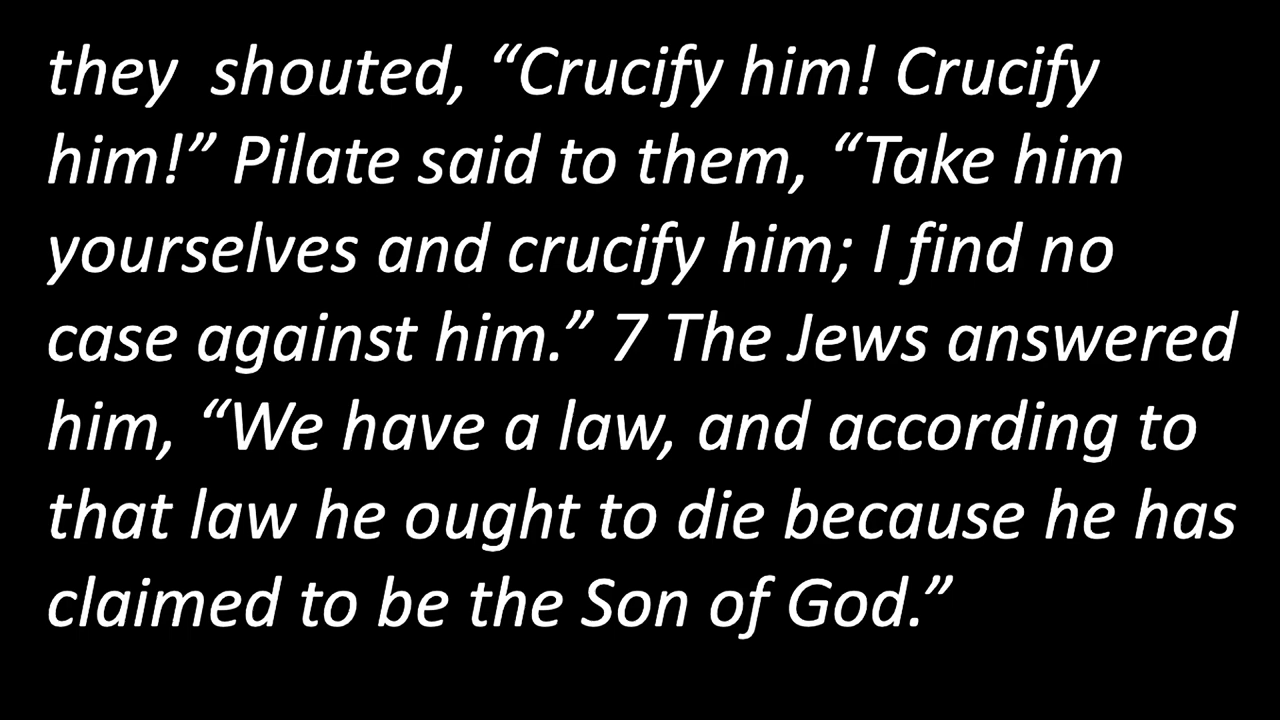 they  shouted, “Crucify him! Crucify
him!” Pilate said to them, “Take him
yourselves and crucify him; I find no
case against him.” 7 The Jews answered
him, “We have a law, and according to
that law he ought to die because he has
claimed to be the Son of God.”